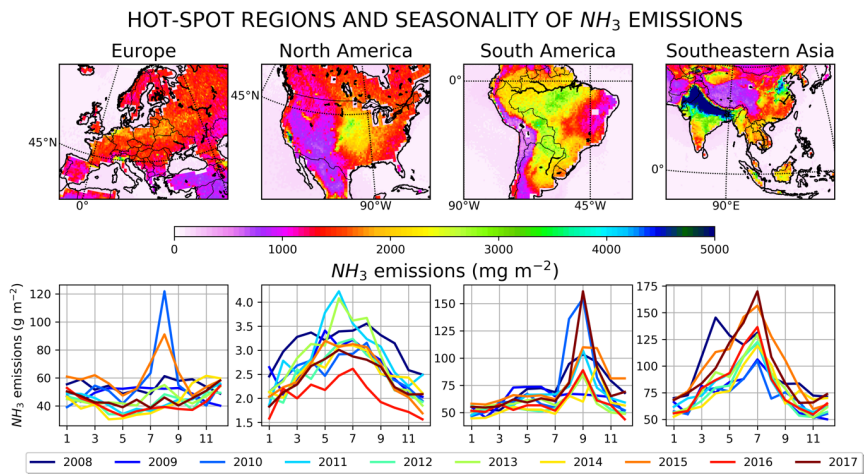 HOT-SPOT REGIONS AND SEASONALITY OF NH3 EMISSIONS
Europe North America South America Southeastern Asia
45°N 0°
45°N 90°W
0° 90°W 45°W
0° 90°E
0 1000 2000 3000 4000 5000
NH3 emissions (mg m−2)
NH3 emissions (g m−2)
120 100 80 60 40
1 3 5 7 9 11
4.0 3.5 3.0 2.5 2.0 1.5
1 3 5 7 9 11
150 125 100 75 50
1 3 5 7 9 11
175 150 125 100 75 50
1 3 5 7 9 11
2008 2009 2010 2011 2012 2013 2014 2015 2016 2017